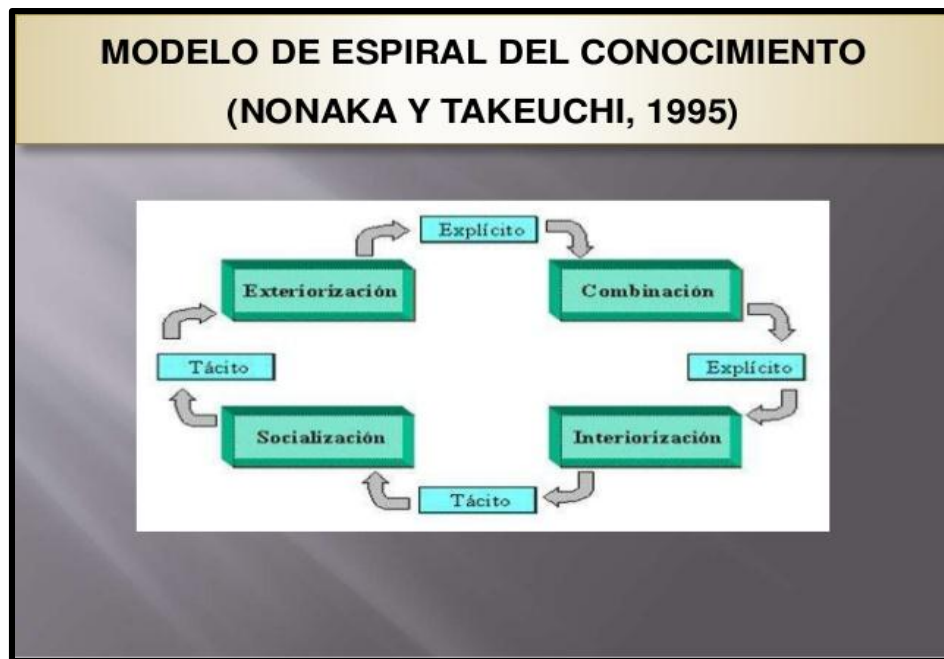 MODELO DE ESPIRAL DEL CONOCIMIENTO
(NONAKA Y TAKEUCHI, 1995)
Explícito
Exteriorización
Combinación
Tácito
Explícito
Socialización
Interiorización
Tácito